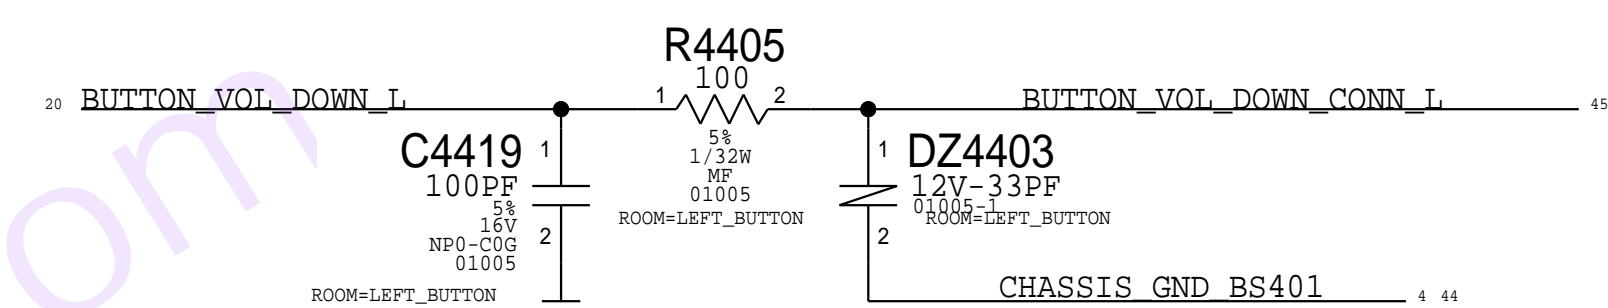 R4405
100
20 BUTTON_VOL_DOWN_L 1 2 BUTTON_VOL_DOWN_CONN_L 45
C4419 1
100PF
5%
16V
NP0-C0G
01005
2
ROOM=LEFT_BUTTON
5%
1/32W
MF
01005
ROOM=LEFT_BUTTON
1 DZ4403
12V-33PF
01005-1
ROOM=LEFT_BUTTON
2
CHASSIS_GND_BS401 4 44
om